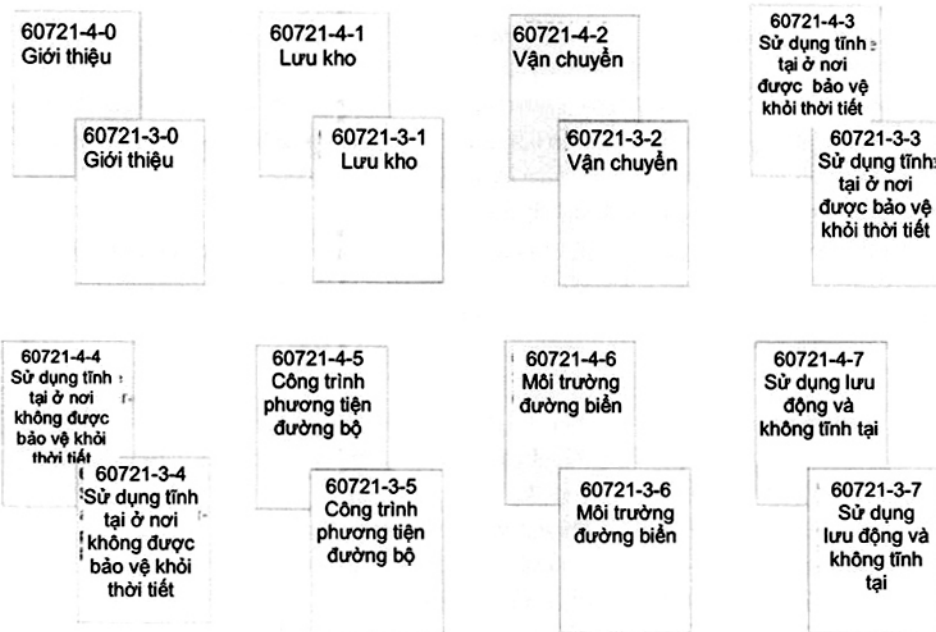 60721-4-0
Giới thiệu
60721-3-0
Giới thiệu
60721-4-1
Lưu kho
60721-3-1
Lưu kho
60721-4-2
Vận chuyển
60721-3-2
Vận chuyển
60721-4-3
Sử dụng tĩnh
tại ở nơi
được bảo vệ
khỏi thời tiết
60721-3-3
Sử dụng tĩnh
tại ở nơi
được bảo vệ
khỏi thời tiết
60721-4-4
Sử dụng tĩnh
tại ở nơi
không được
bảo vệ khỏi
thời tiết
60721-3-4
Sử dụng tĩnh
tại ở nơi
không được
bảo vệ khỏi
thời tiết
60721-4-5
Công trình
phương tiện
đường bộ
60721-3-5
Công trình
phương tiện
đường bộ
60721-4-6
Môi trường
đường biển
60721-3-6
Môi trường
đường biển
60721-4-7
Sử dụng lưu
động và
không tĩnh tại
60721-3-7
Sử dụng
lưu động và
không tĩnh
tại